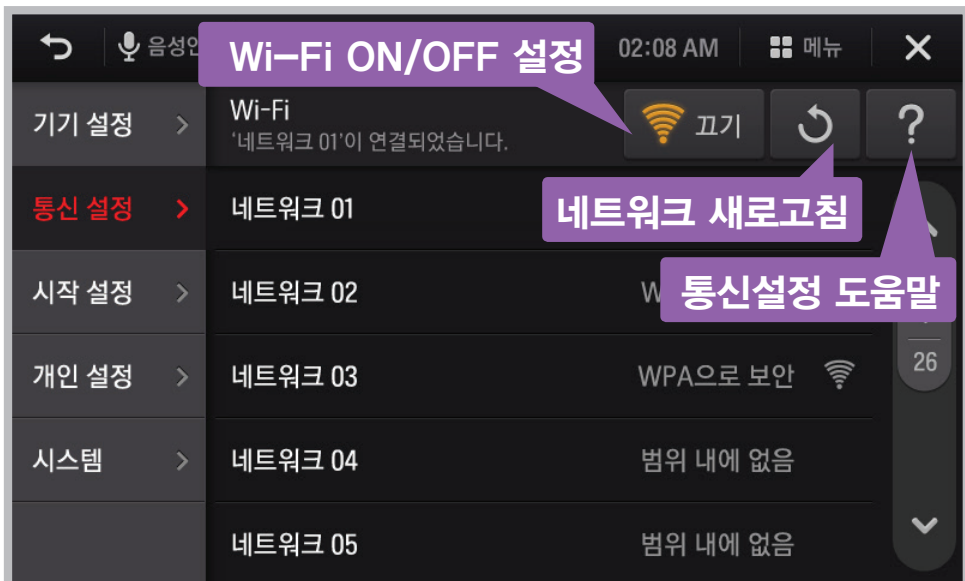 음성인
Wi-Fi ON/OFF 설정
02:08 AM
메뉴
기기 설정
Wi-Fi
'네트워크 01'이 연결되었습니다.
끄기
통신 설정
네트워크 01
네트워크 새로고침
시작 설정
네트워크 02
통신설정 도움말
개인 설정
네트워크 03
WPA으로 보안
26
시스템
네트워크 04
범위 내에 없음
네트워크 05
범위 내에 없음